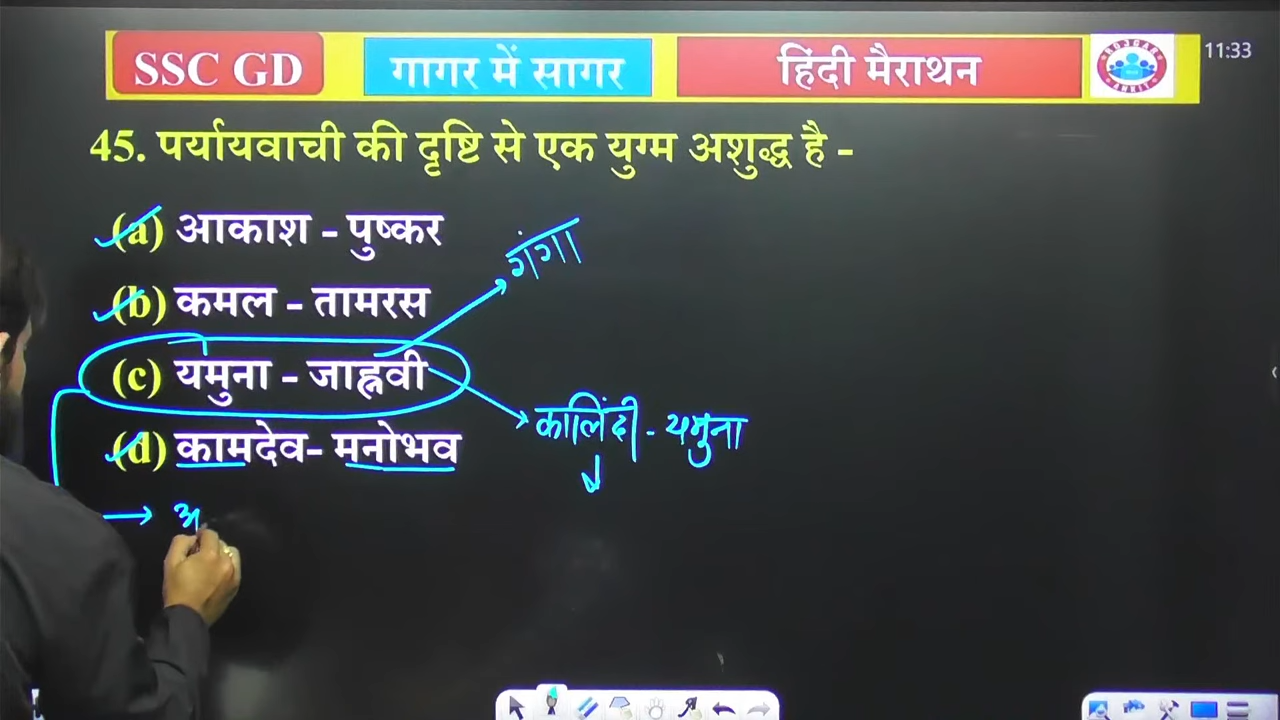 SSC GD गागर में सागर हिंदी मैराथन 11:33
45. पर्यायवाची की दृष्टि से एक युग्म अशुद्ध है -
(a) आकाश - पुष्कर
गंगा
(b) कमल - तामरस
(c) यमुना - जाह्नवी
कालिंदी - यमुना
(d) कामदेव- मनोभव
→ अ